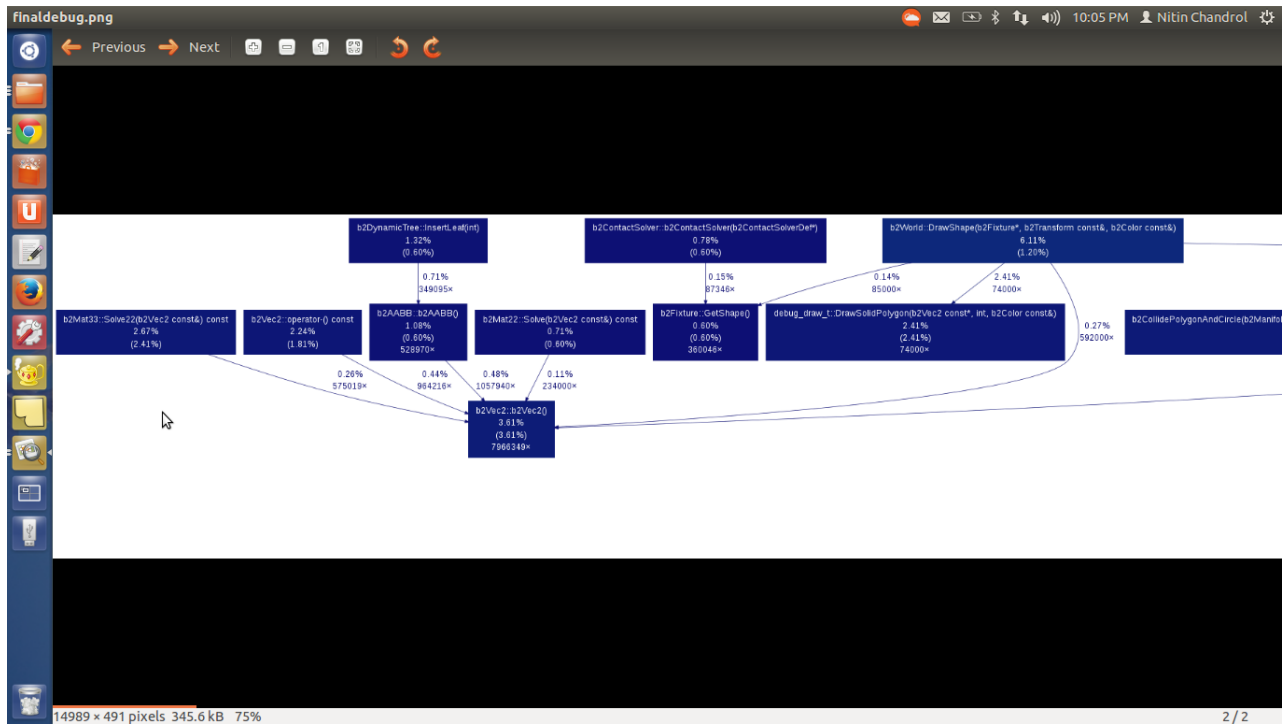 finaldebug.png
10:05 PM Nitin Chandrol
Previous Next
b2DynamicTree::InsertLeaf(int)
1.32%
(0.60%)
b2ContactSolver::b2ContactSolver(b2ContactSolverDef*)
0.78%
(0.60%)
b2World::DrawShape(b2Fixture*, b2Transform const&, b2Color const&)
6.11%
(1.20%)
0.71%
349095×
0.15%
87346×
0.14%
85000×
2.41%
74000×
b2Mat33::Solve22(b2Vec2 const&) const
2.67%
(2.41%)
b2Vec2::operator-() const
2.24%
(1.81%)
b2AABB::b2AABB()
1.08%
(0.60%)
528970×
b2Mat22::Solve(b2Vec2 const&) const
0.71%
(0.60%)
b2Fixture::GetShape()
0.60%
(0.60%)
360046×
debug_draw_t::DrawSolidPolygon(b2Vec2 const*, int, b2Color const&)
2.41%
(2.41%)
74000×
0.27%
592000×
b2CollidePolygonAndCircle(b2Manifol
0.26%
575019×
0.44%
964216×
0.48%
1057940×
0.11%
234000×
b2Vec2::b2Vec2()
3.61%
(3.61%)
7966349×
14989 × 491 pixels 345.6 kB 75%
2 / 2